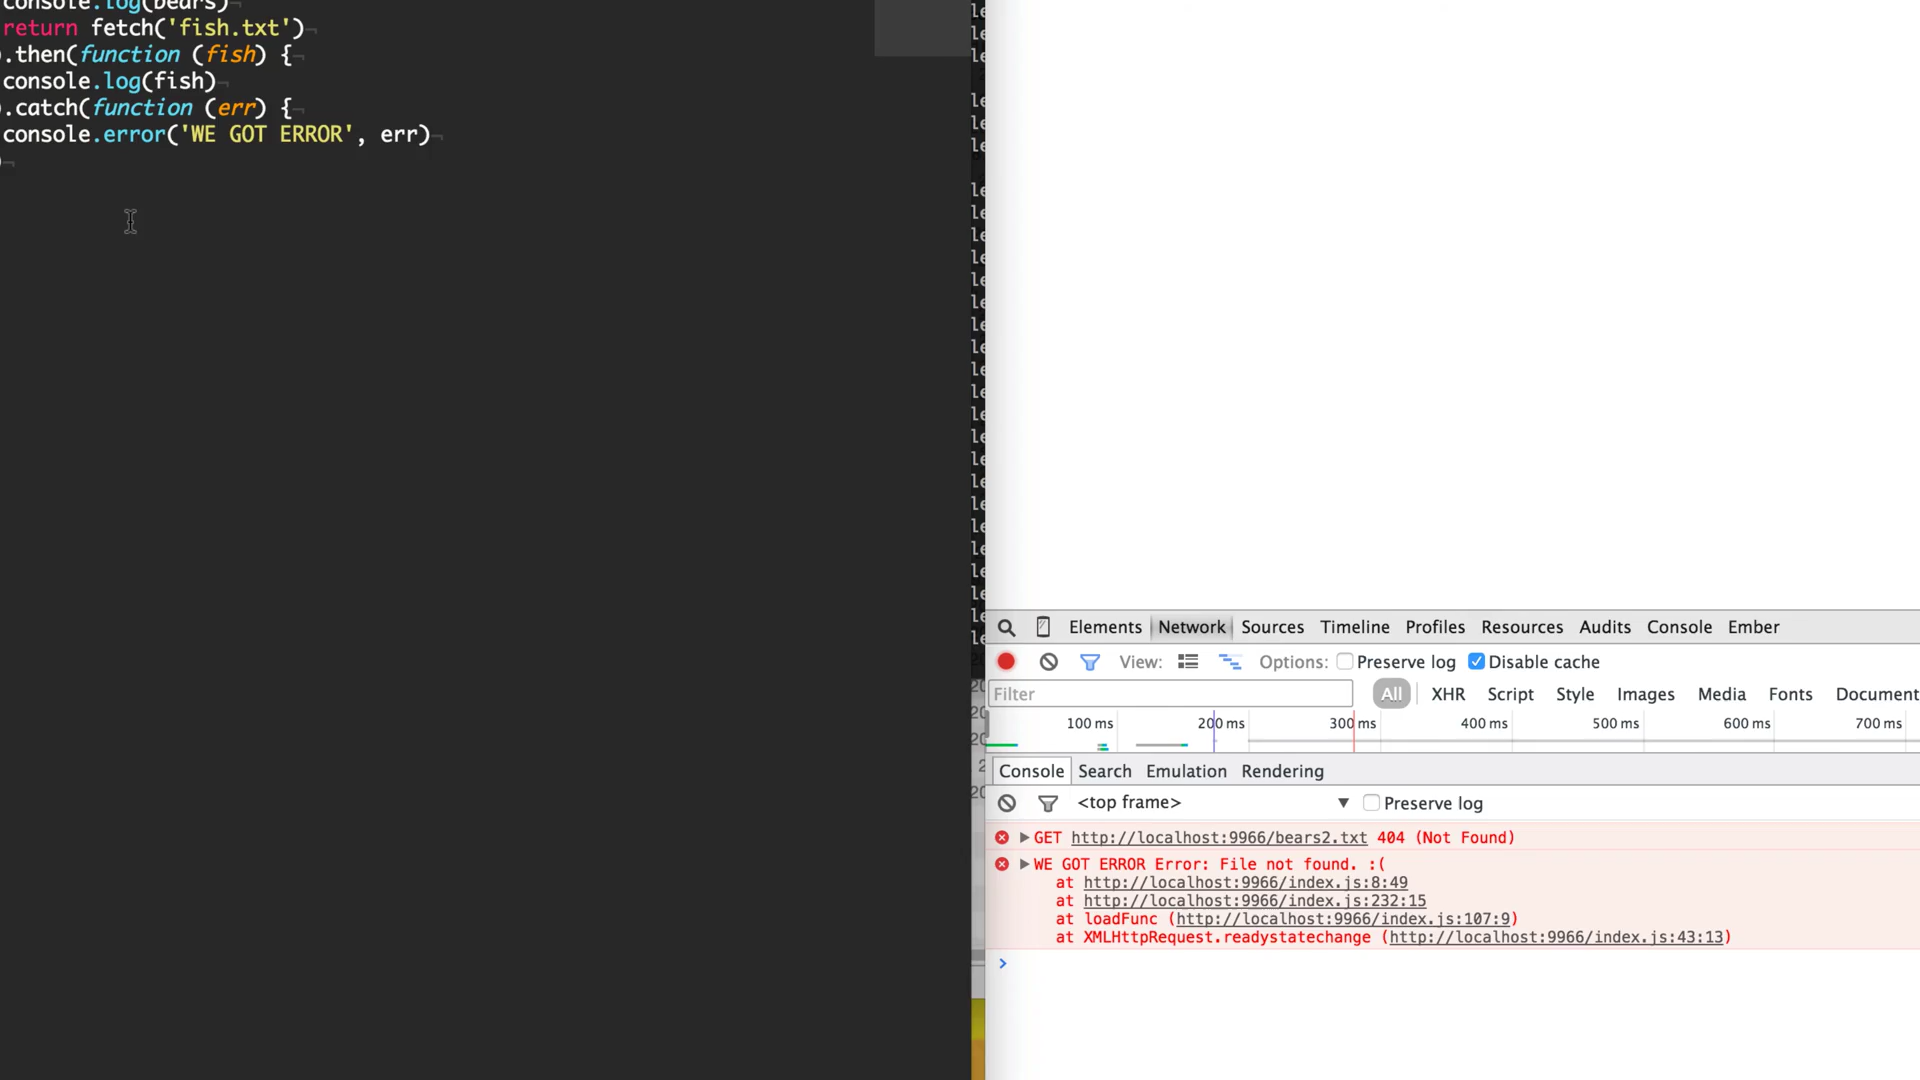 console.log(bears)
return fetch('fish.txt')
).then(function (fish) {
console.log(fish)
).catch(function (err) {
console.error('WE GOT ERROR', err)
)
Elements Network Sources Timeline Profiles Resources Audits Console Ember
View: Options: Preserve log Disable cache
Filter All XHR Script Style Images Media Fonts Document
100 ms 200 ms 300 ms 400 ms 500 ms 600 ms 700 ms
Console Search Emulation Rendering
<top frame> ▼ Preserve log
GET http://localhost:9966/bears2.txt 404 (Not Found)
WE GOT ERROR Error: File not found. :(
at http://localhost:9966/index.js:8:49
at http://localhost:9966/index.js:232:15
at loadFunc (http://localhost:9966/index.js:107:9)
at XMLHttpRequest.readystatechange (http://localhost:9966/index.js:43:13)
>